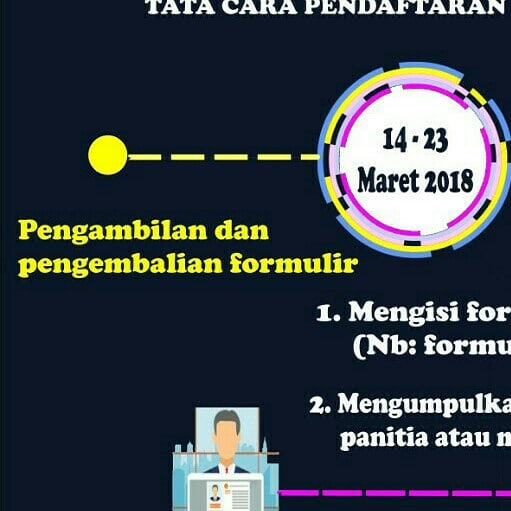 TATA CARA PENDAFTARAN
14 - 23
Maret 2018
Pengambilan dan
pengembalian formulir
1. Mengisi for
(Nb: formu
2. Mengumpulka
panitia atau